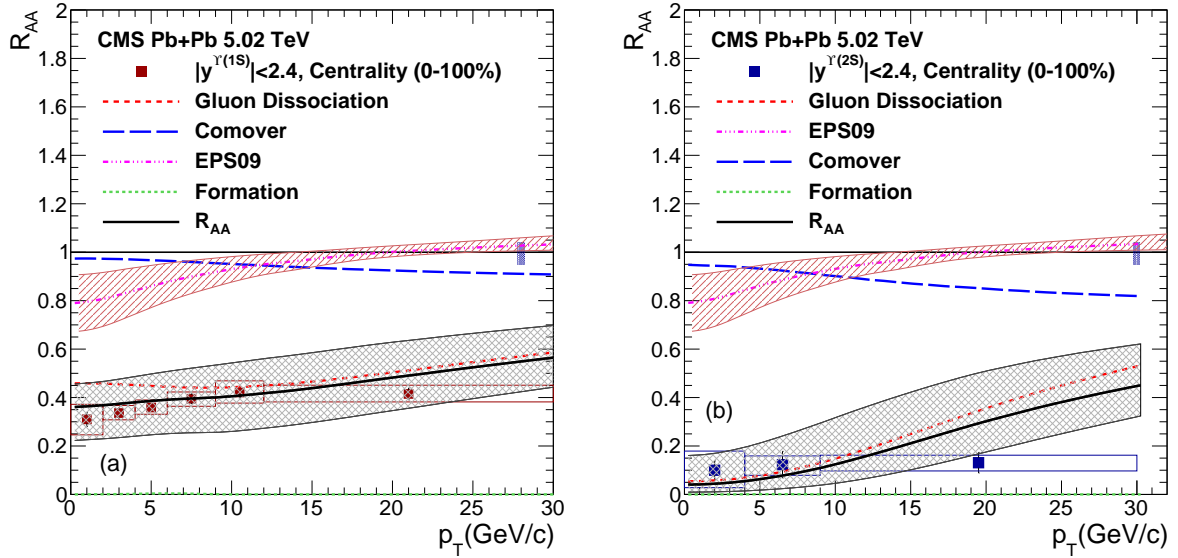 R_AA
2
1.8
1.6
1.4
1.2
1
0.8
0.6
0.4
0.2
0
CMS Pb+Pb 5.02 TeV
|y^ϒ(1S)|<2.4, Centrality (0-100%)
Gluon Dissociation
Comover
EPS09
Formation
R_AA
(a)
0 5 10 15 20 25 30
p_T(GeV/c)
R_AA
2
1.8
1.6
1.4
1.2
1
0.8
0.6
0.4
0.2
0
CMS Pb+Pb 5.02 TeV
|y^ϒ(2S)|<2.4, Centrality (0-100%)
Gluon Dissociation
EPS09
Comover
Formation
R_AA
(b)
0 5 10 15 20 25 30
p_T(GeV/c)